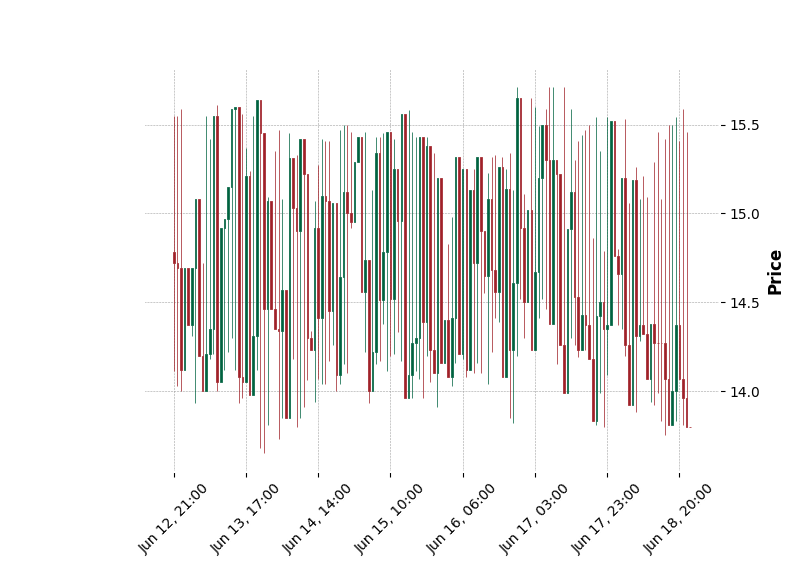 15.5
15.0
14.5
14.0
Price
Jun 12, 21:00
Jun 13, 17:00
Jun 14, 14:00
Jun 15, 10:00
Jun 16, 06:00
Jun 17, 03:00
Jun 17, 23:00
Jun 18, 20:00